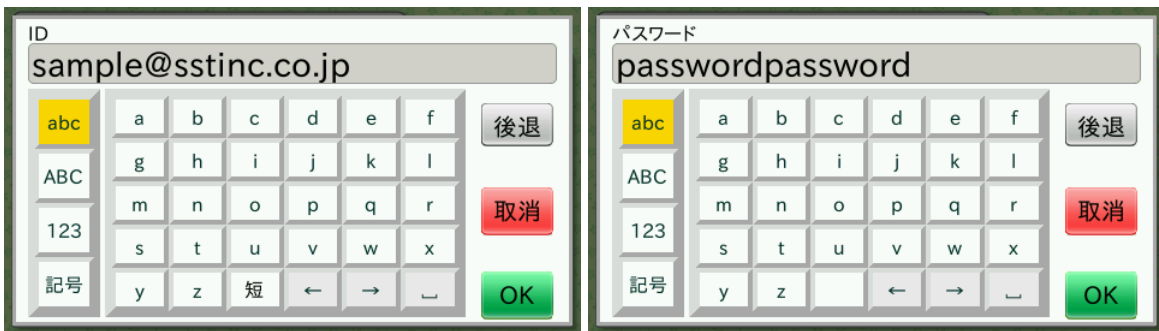 ID
sample@sstinc.co.jp
abc a b c d e f 後退
ABC g h i j k l
m n o p q r 取消
123 s t u v w x
記号 y z 短 ← → ⎵ OK
パスワード
passwordpassword
abc a b c d e f 後退
ABC g h i j k l
m n o p q r 取消
123 s t u v w x
記号 y z ← → ⎵ OK